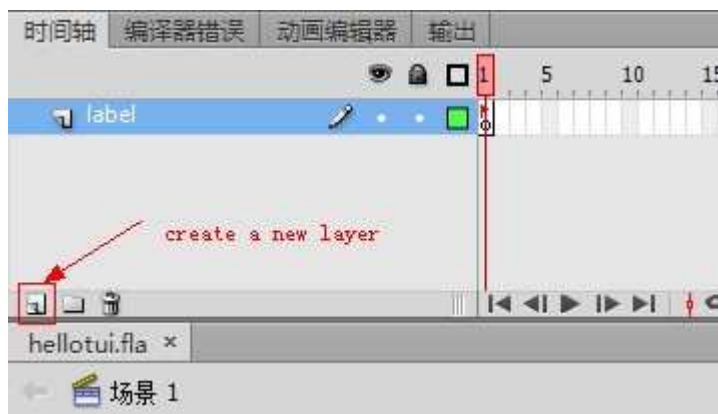 时间轴 编译器错误 动画编辑器 输出
1 5 10 15
label
create a new layer
hellotui.fla ×
场景 1